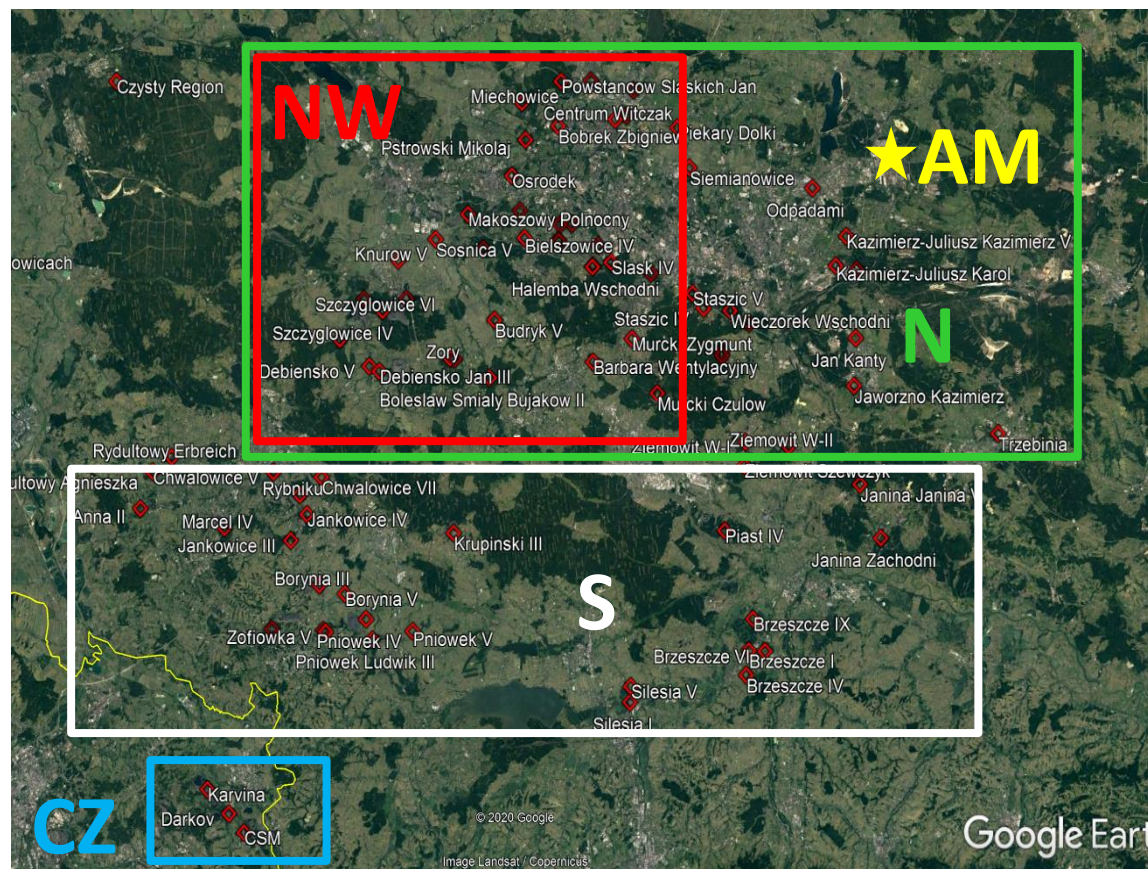 Czysty Region
NW
Powstancow Slaskich Jan
Miechowice
Centrum Witczak
Bobrek Zbigniew
Piekary Dolki
Pstrowski Mikolaj
AM
Osrodek
Siemianowice
Odpadami
Makoszowy Polnocny
Kazimierz-Juliusz Kazimierz V
Sosnica V
Bielszowice IV
Knurow V
owicach
Slask IV
Kazimierz-Juliusz Karol
Halemba Wschodni
Szczyglowice VI
Staszic V
Staszic IV
Wieczorek Wschodni
N
Szczyglowice IV
Budryk V
Murcki Zygmunt
Jan Kanty
Zory
Debiensko V
Debiensko Jan III
Barbara Wentylacyjny
Boleslaw Smialy Bujakow II
Murcki Czulow
Jaworzno Kazimierz
Ziemowit W-I
Ziemowit W-II
Trzebinia
Rydultowy Erbreich
Ziemowit Szewczyk
dultowy Agnieszka
Chwalowice V
Rybniku
Chwalowice VII
Janina Janina V
Anna II
Marcel IV
Jankowice IV
Jankowice III
Krupinski III
Piast IV
Janina Zachodni
Borynia III
Borynia V
S
Zofiowka V
Pniowek IV
Pniowek V
Brzeszcze IX
Pniowek Ludwik III
Brzeszcze VI
Brzeszcze I
Brzeszcze IV
Silesia V
Silesia I
Karvina
Darkov
CSM
CZ
© 2020 Google
Google Eart
Image Landsat / Copernicus